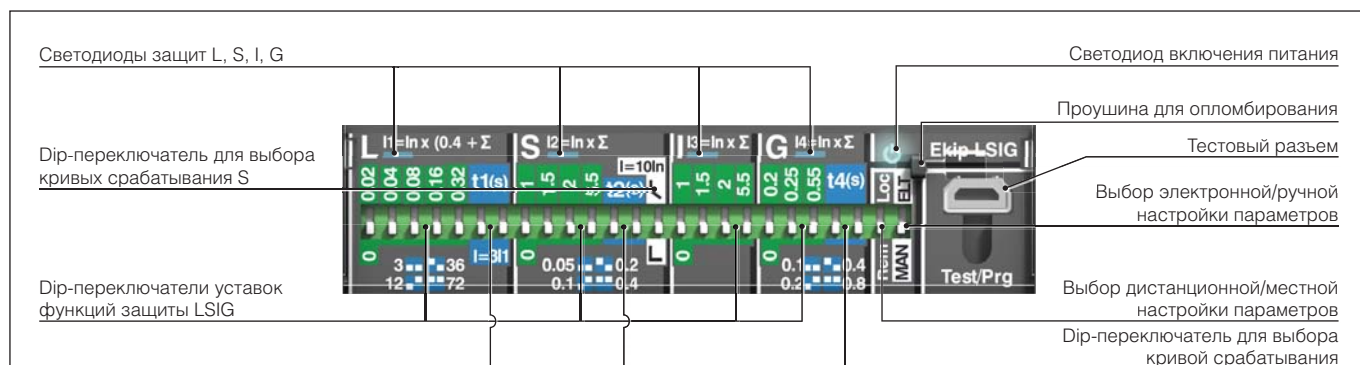 Светодиоды защит L, S, I, G
Светодиод включения питания
Проушина для опломбирования
Dip-переключатель для выбора
кривых срабатывания S
Тестовый разъем
Выбор электронной/ручной
настройки параметров
L I1=In x (0.4 + Σ
S I2=In x Σ
I I3=In x Σ
G I4=In x Σ
Ekip LSIG
I=10In
0.02 0.04 0.08 0.16 0.32 t1(s)
1 1.5 2 5.5 t2(s)
1 1.5 2 5.5
0.2 0.25 0.55 t4(s)
Loc ELT
0 I=3I1
0 L
0
0
Rem MAN
3 36
12 72
0.05 0.2
0.1 0.4
0.1 0.4
0.2 0.8
Test/Prg
Dip-переключатели уставок
функций защиты LSIG
Выбор дистанционной/местной
настройки параметров
Dip-переключатель для выбора
кривой срабатывания